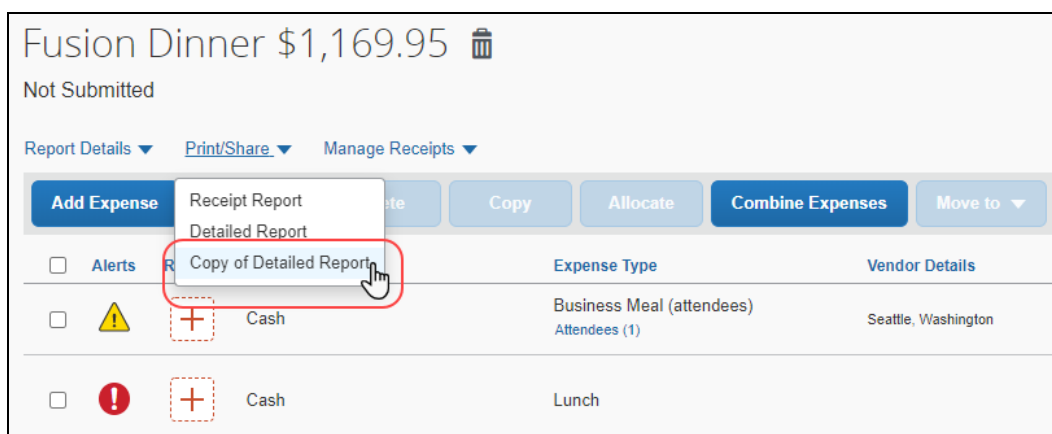 Fusion Dinner $1,169.95
Not Submitted
Report Details Print/Share Manage Receipts
Add Expense Copy Allocate Combine Expenses Move to
Receipt Report
Detailed Report
Copy of Detailed Report
Alerts Expense Type Vendor Details
Cash Business Meal (attendees) Seattle, Washington
Attendees (1)
Cash Lunch